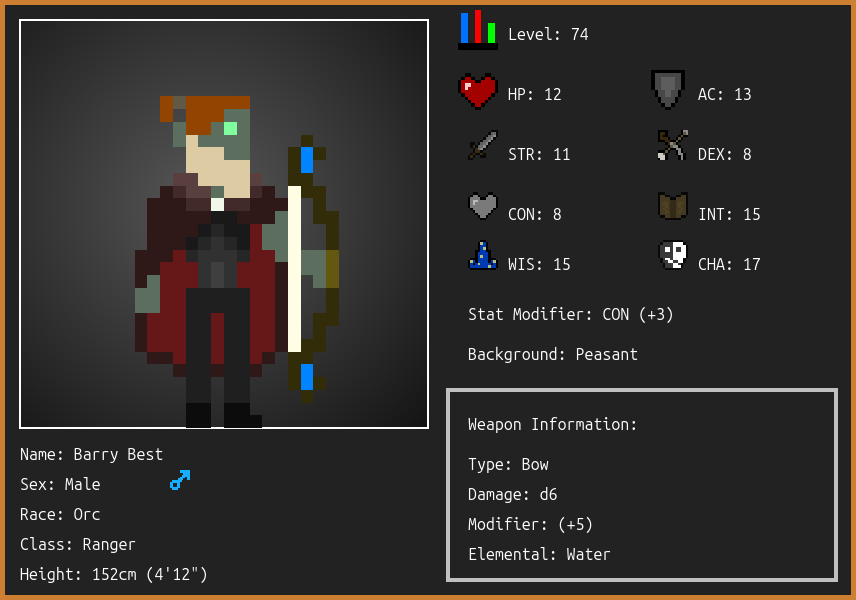 Level: 74
HP: 12
AC: 13
STR: 11
DEX: 8
CON: 8
INT: 15
WIS: 15
CHA: 17
Stat Modifier: CON (+3)
Background: Peasant
Weapon Information:
Type: Bow
Damage: d6
Modifier: (+5)
Elemental: Water
Name: Barry Best
Sex: Male
Race: Orc
Class: Ranger
Height: 152cm (4'12")